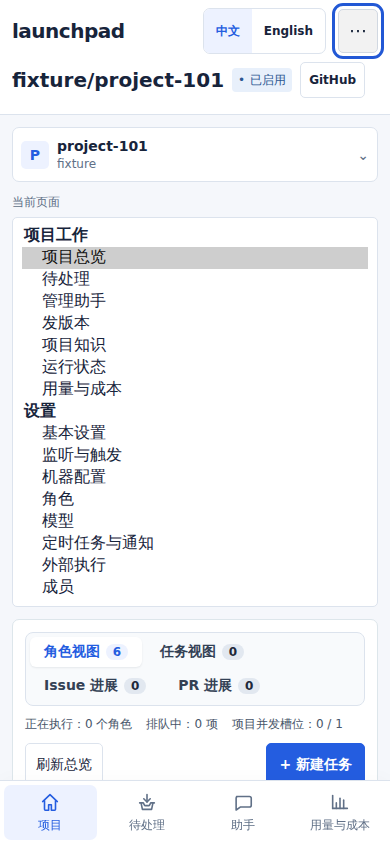 launchpad
中文 English ···
fixture/project-101 • 已启用 GitHub
P project-101
fixture
当前页面
项目工作
项目总览
待处理
管理助手
发版本
项目知识
运行状态
用量与成本
设置
基本设置
监听与触发
机器配置
角色
模型
定时任务与通知
外部执行
成员
角色视图 6 任务视图 0
Issue 进展 0 PR 进展 0
正在执行：0 个角色 排队中：0 项 项目并发槽位：0 / 1
刷新总览 + 新建任务
项目 待处理 助手 用量与成本